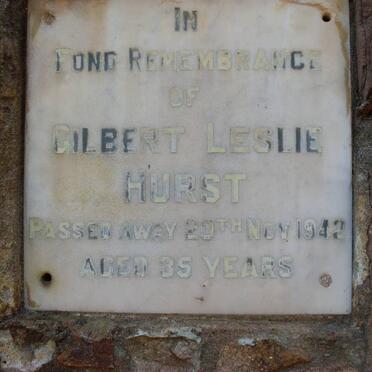 IN
FOND REMEMBRANCE
OF
GILBERT LESLIE
HURST
PASSED AWAY 20TH NOV 1942
AGED 35 YEARS